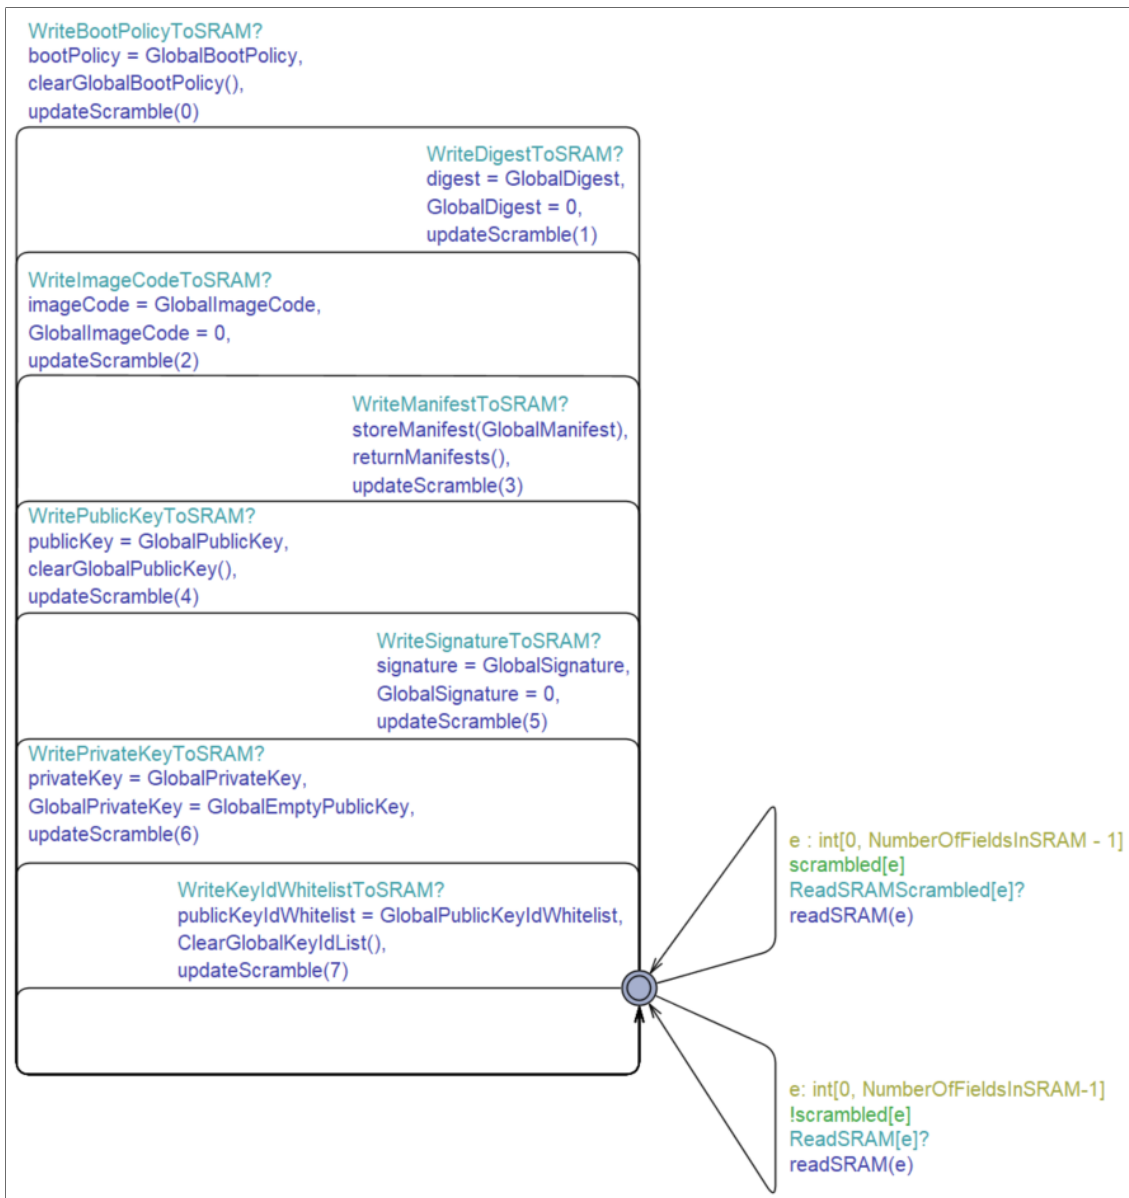 WriteBootPolicyToSRAM?
bootPolicy = GlobalBootPolicy,
clearGlobalBootPolicy(),
updateScramble(0)
WriteDigestToSRAM?
digest = GlobalDigest,
GlobalDigest = 0,
updateScramble(1)
WriteImageCodeToSRAM?
imageCode = GlobalImageCode,
GlobalImageCode = 0,
updateScramble(2)
WriteManifestToSRAM?
storeManifest(GlobalManifest),
returnManifests(),
updateScramble(3)
WritePublicKeyToSRAM?
publicKey = GlobalPublicKey,
clearGlobalPublicKey(),
updateScramble(4)
WriteSignatureToSRAM?
signature = GlobalSignature,
GlobalSignature = 0,
updateScramble(5)
WritePrivateKeyToSRAM?
privateKey = GlobalPrivateKey,
GlobalPrivateKey = GlobalEmptyPublicKey,
updateScramble(6)
WriteKeyIdWhitelistToSRAM?
publicKeyIdWhitelist = GlobalPublicKeyIdWhitelist,
ClearGlobalKeyIdList(),
updateScramble(7)
e : int[0, NumberOfFieldsInSRAM - 1]
scrambled[e]
ReadSRAMScrambled[e]?
readSRAM(e)
e: int[0, NumberOfFieldsInSRAM-1]
!scrambled[e]
ReadSRAM[e]?
readSRAM(e)